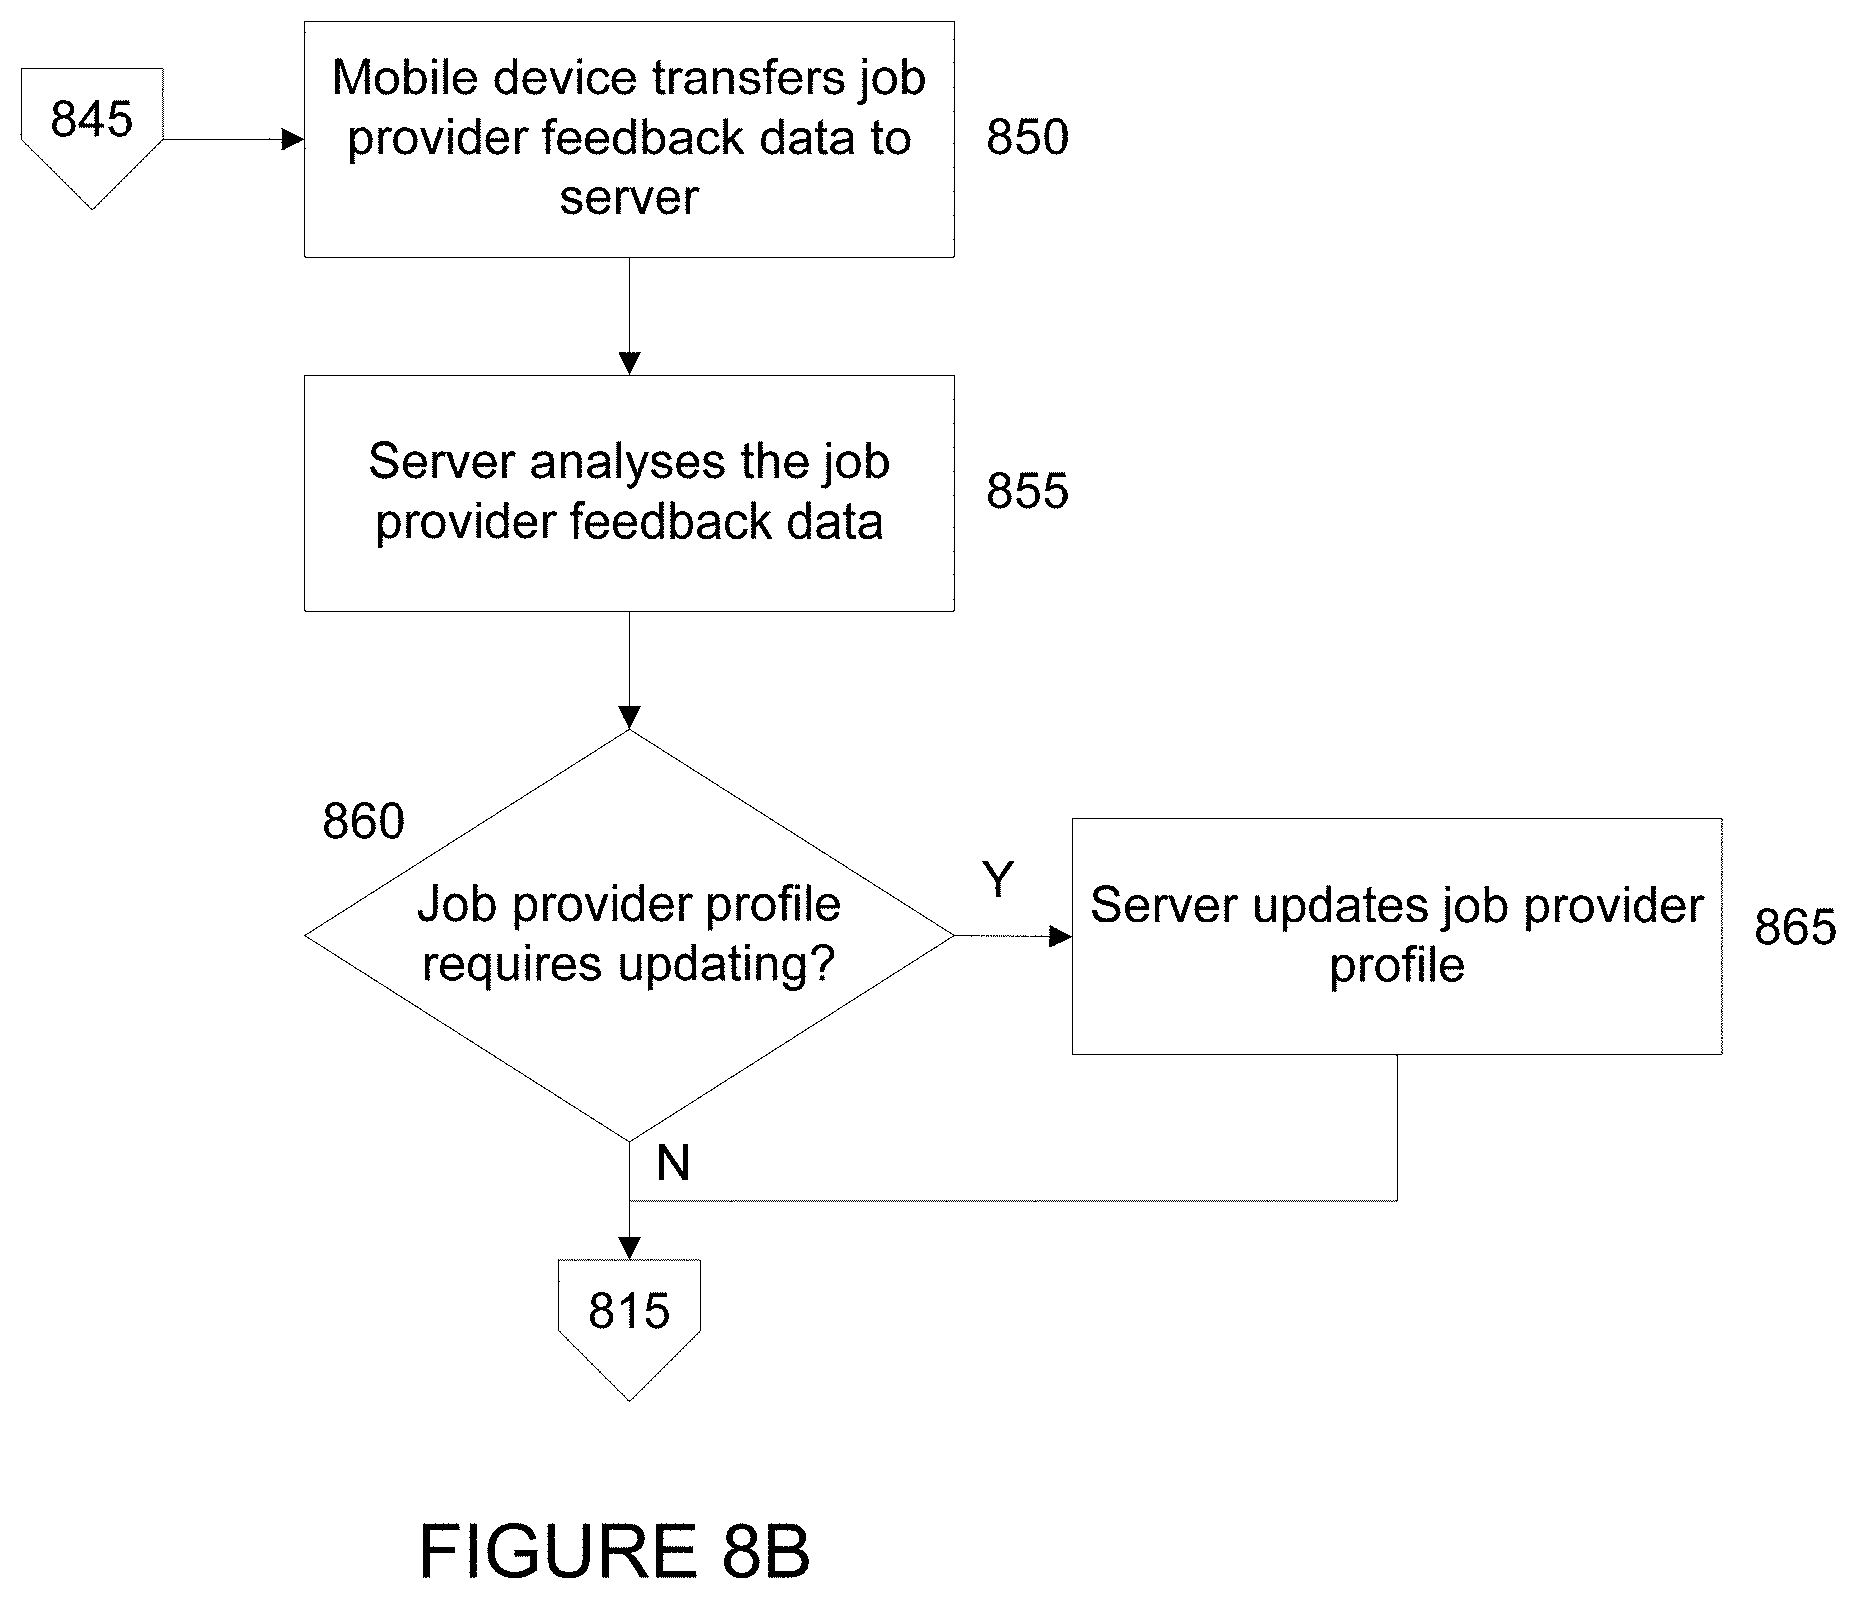 845
Mobile device transfers job
provider feedback data to
server
850
Server analyses the job
provider feedback data
855
860
Job provider profile
requires updating?
Y
Server updates job provider
profile
865
N
815
FIGURE 8B